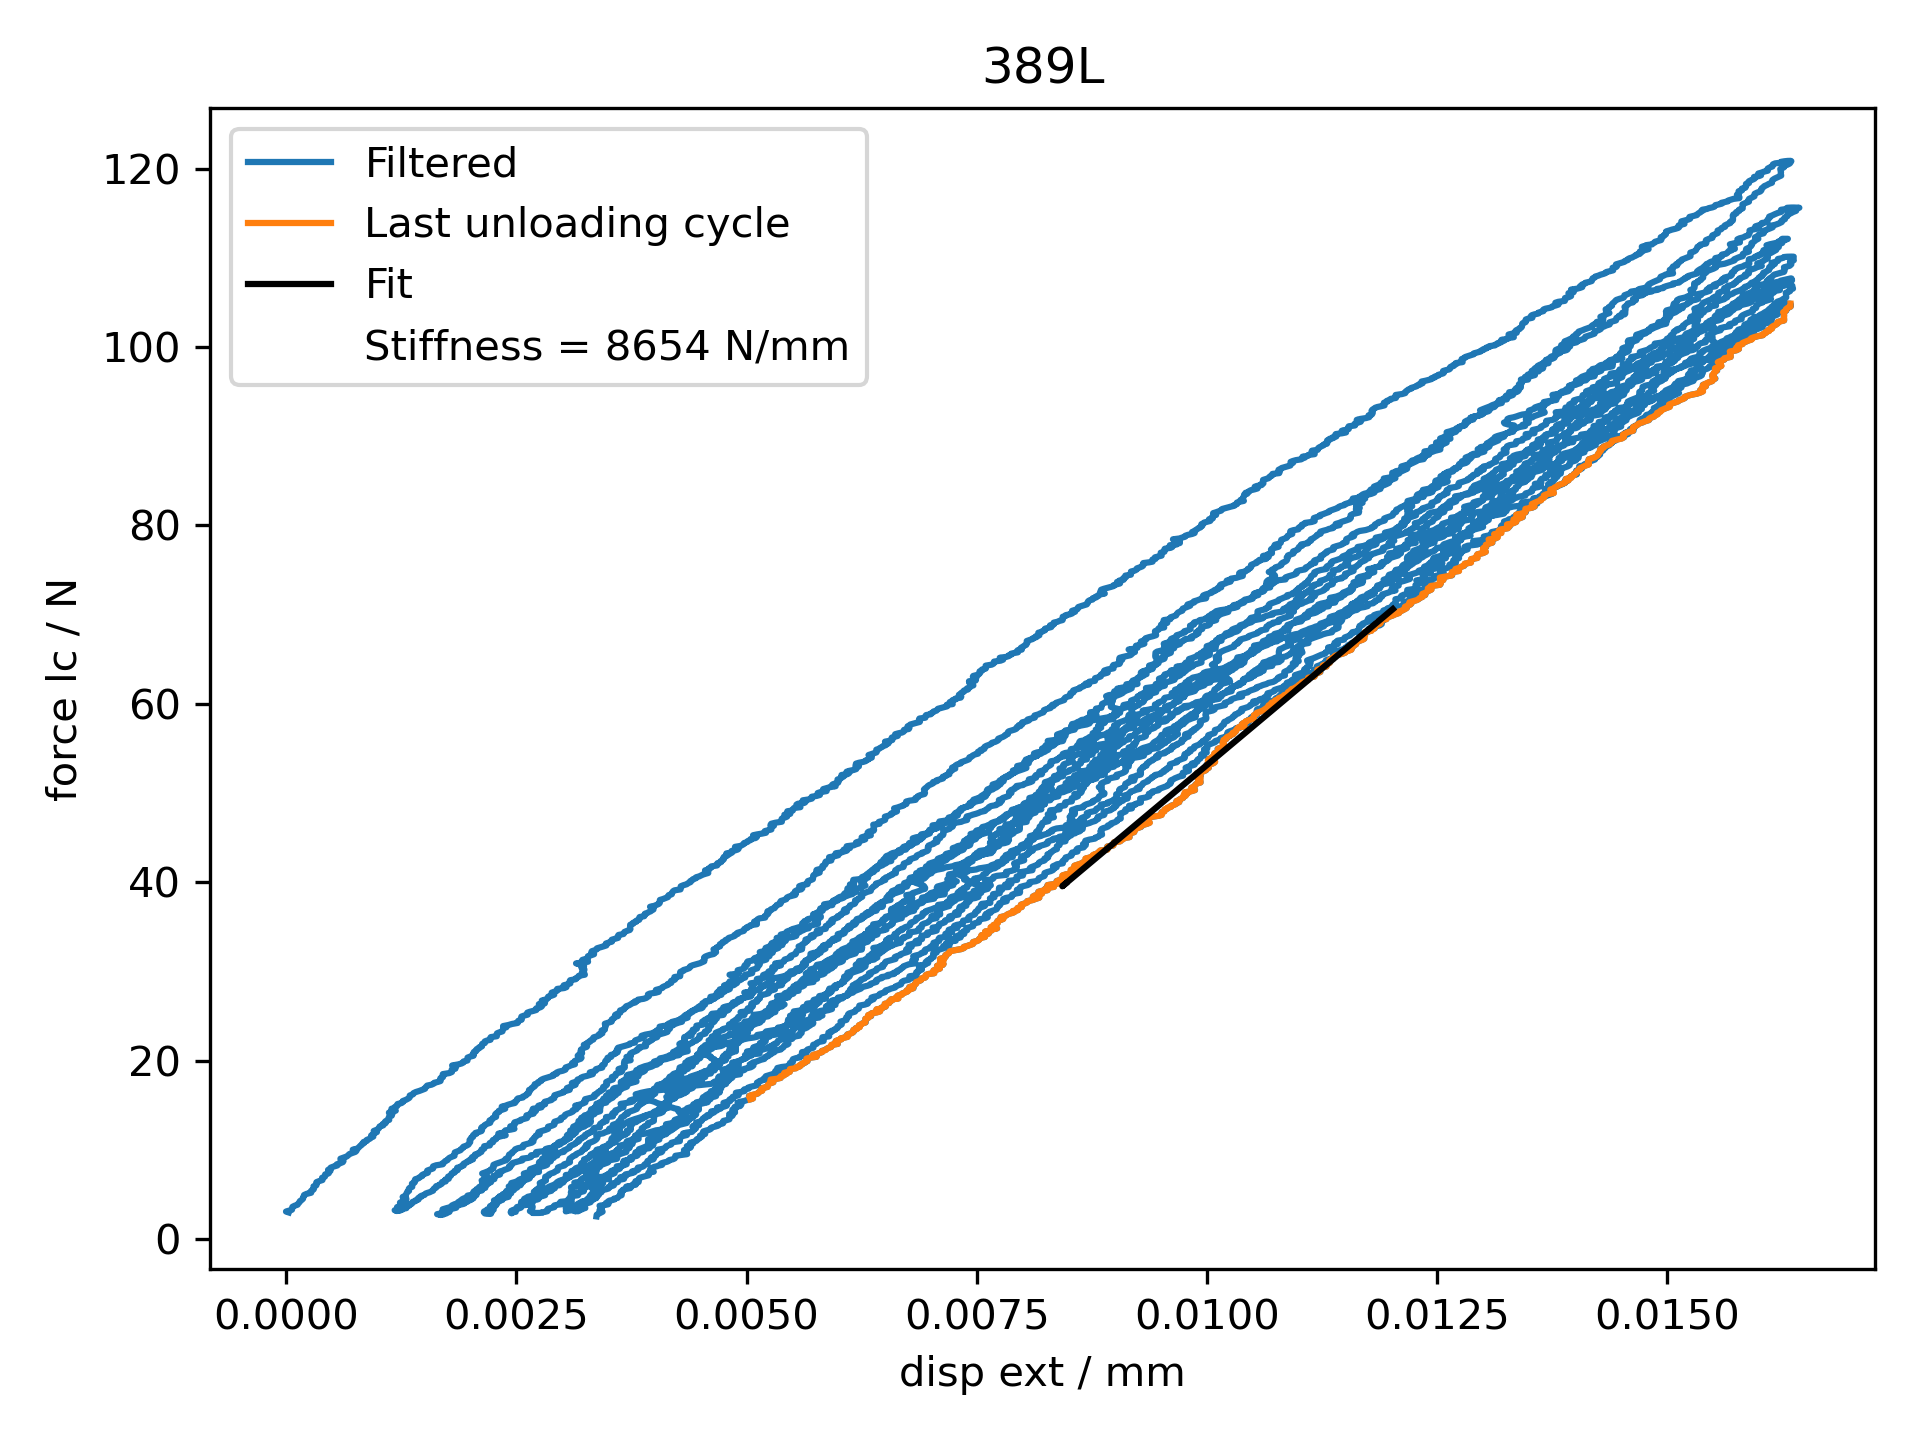 389L
Filtered
Last unloading cycle
Fit
Stiffness = 8654 N/mm
120
100
80
60
40
20
0
force lc / N
0.0000 0.0025 0.0050 0.0075 0.0100 0.0125 0.0150
disp ext / mm